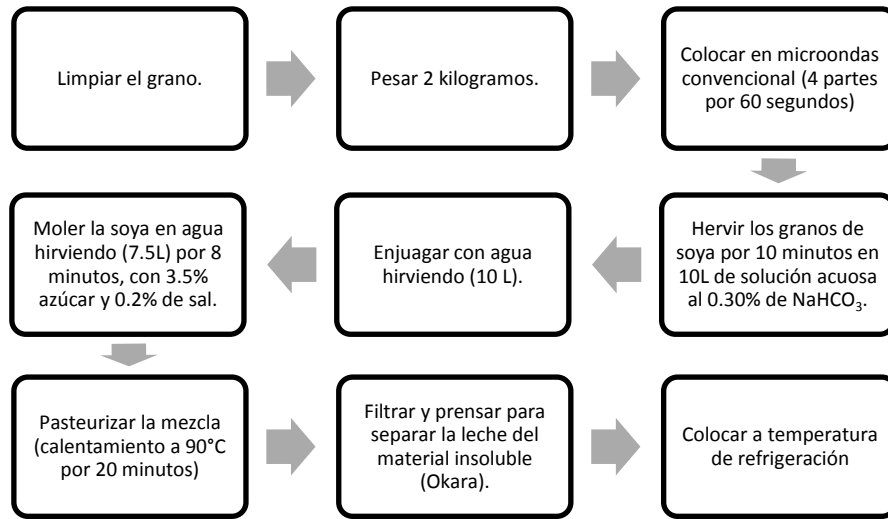 Limpiar el grano.
Pesar 2 kilogramos.
Colocar en microondas
convencional (4 partes
por 60 segundos)
Hervir los granos de
soya por 10 minutos en
10L de solución acuosa
al 0.30% de NaHCO₃.
Enjuagar con agua
hirviendo (10 L).
Moler la soya en agua
hirviendo (7.5L) por 8
minutos, con 3.5%
azúcar y 0.2% de sal.
Pasteurizar la mezcla
(calentamiento a 90°C
por 20 minutos)
Filtrar y prensar para
separar la leche del
material insoluble
(Okara).
Colocar a temperatura
de refrigeración